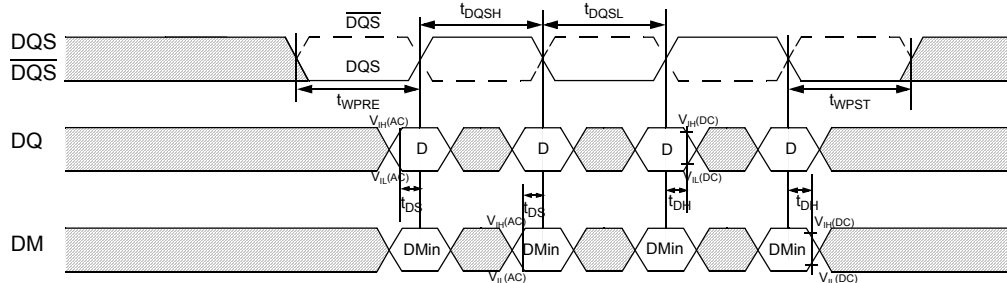 DQS
DQS
DQS
DQS
tDQSH
tDQSL
tWPRE
tWPST
DQ
VIH(AC)
VIL(AC)
D
D
D
D
VIH(DC)
VIL(DC)
tDS
tDS
tDH
tDH
DM
VIH(AC)
VIL(AC)
DMin
DMin
DMin
DMin
VIH(DC)
VIL(DC)